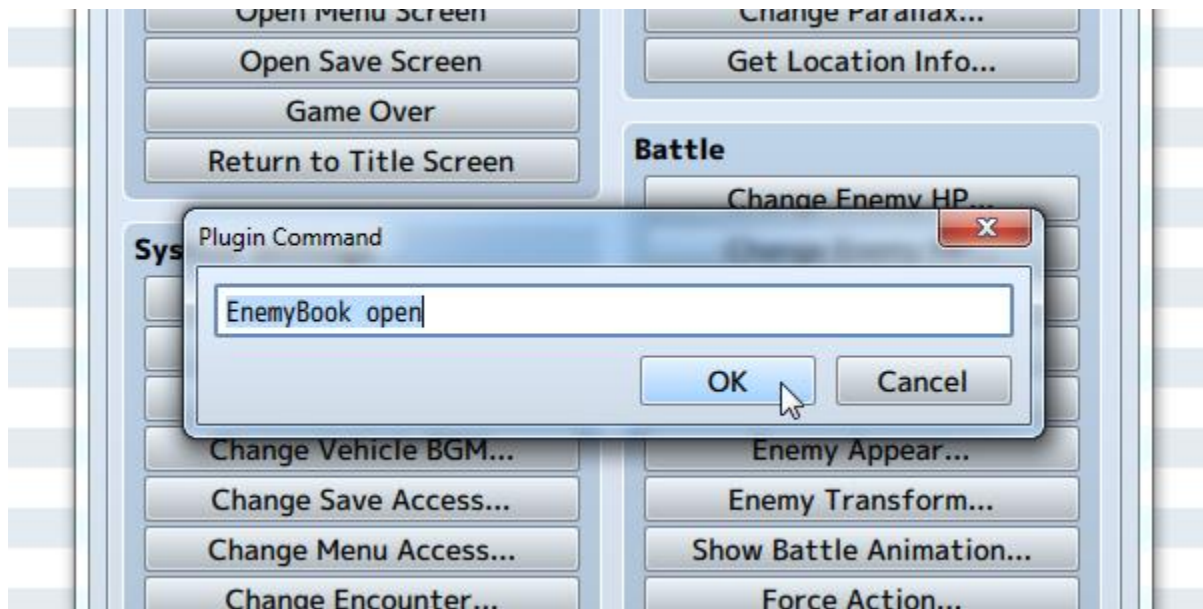 Open Menu Screen
Open Save Screen
Game Over
Return to Title Screen
Change Parallax...
Get Location Info...
Battle
Change Enemy HP...
Sys
Plugin Command
EnemyBook open
OK
Cancel
Change Vehicle BGM...
Change Save Access...
Change Menu Access...
Change Encounter...
Enemy Appear...
Enemy Transform...
Show Battle Animation...
Force Action...